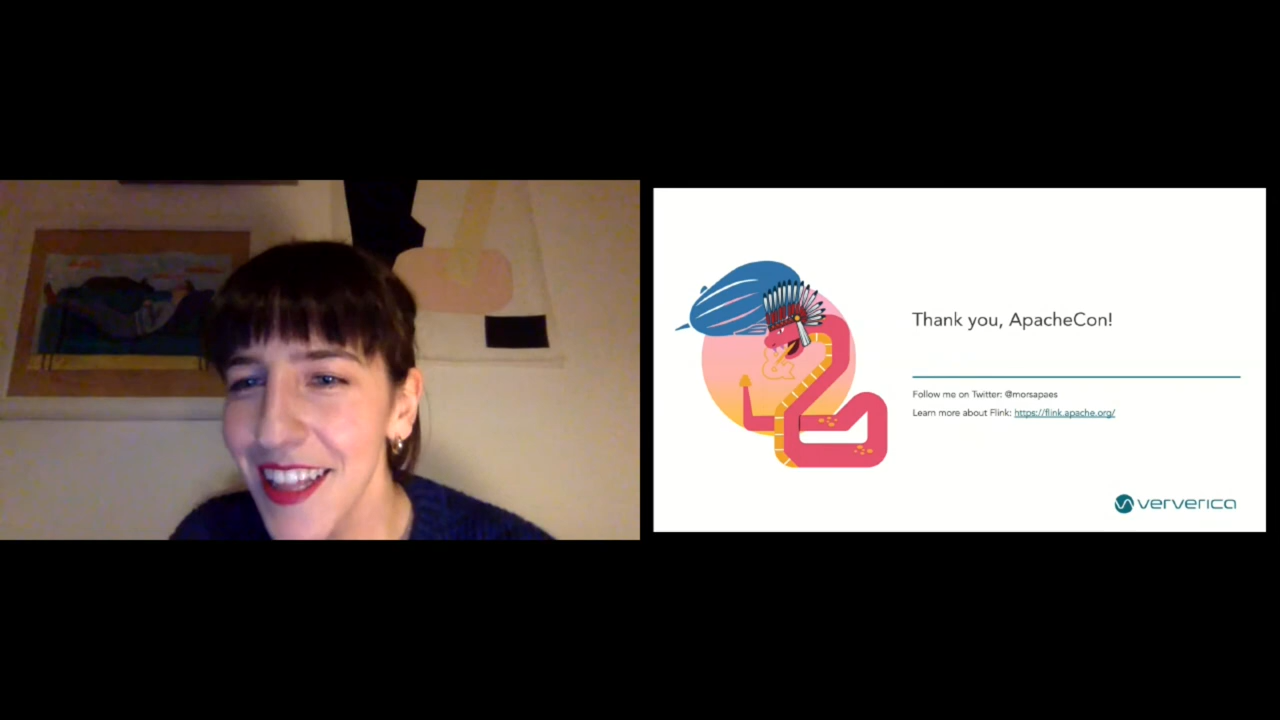 Thank you, ApacheCon!
Follow me on Twitter: @morsapaes
Learn more about Flink: https://flink.apache.org/
ververica